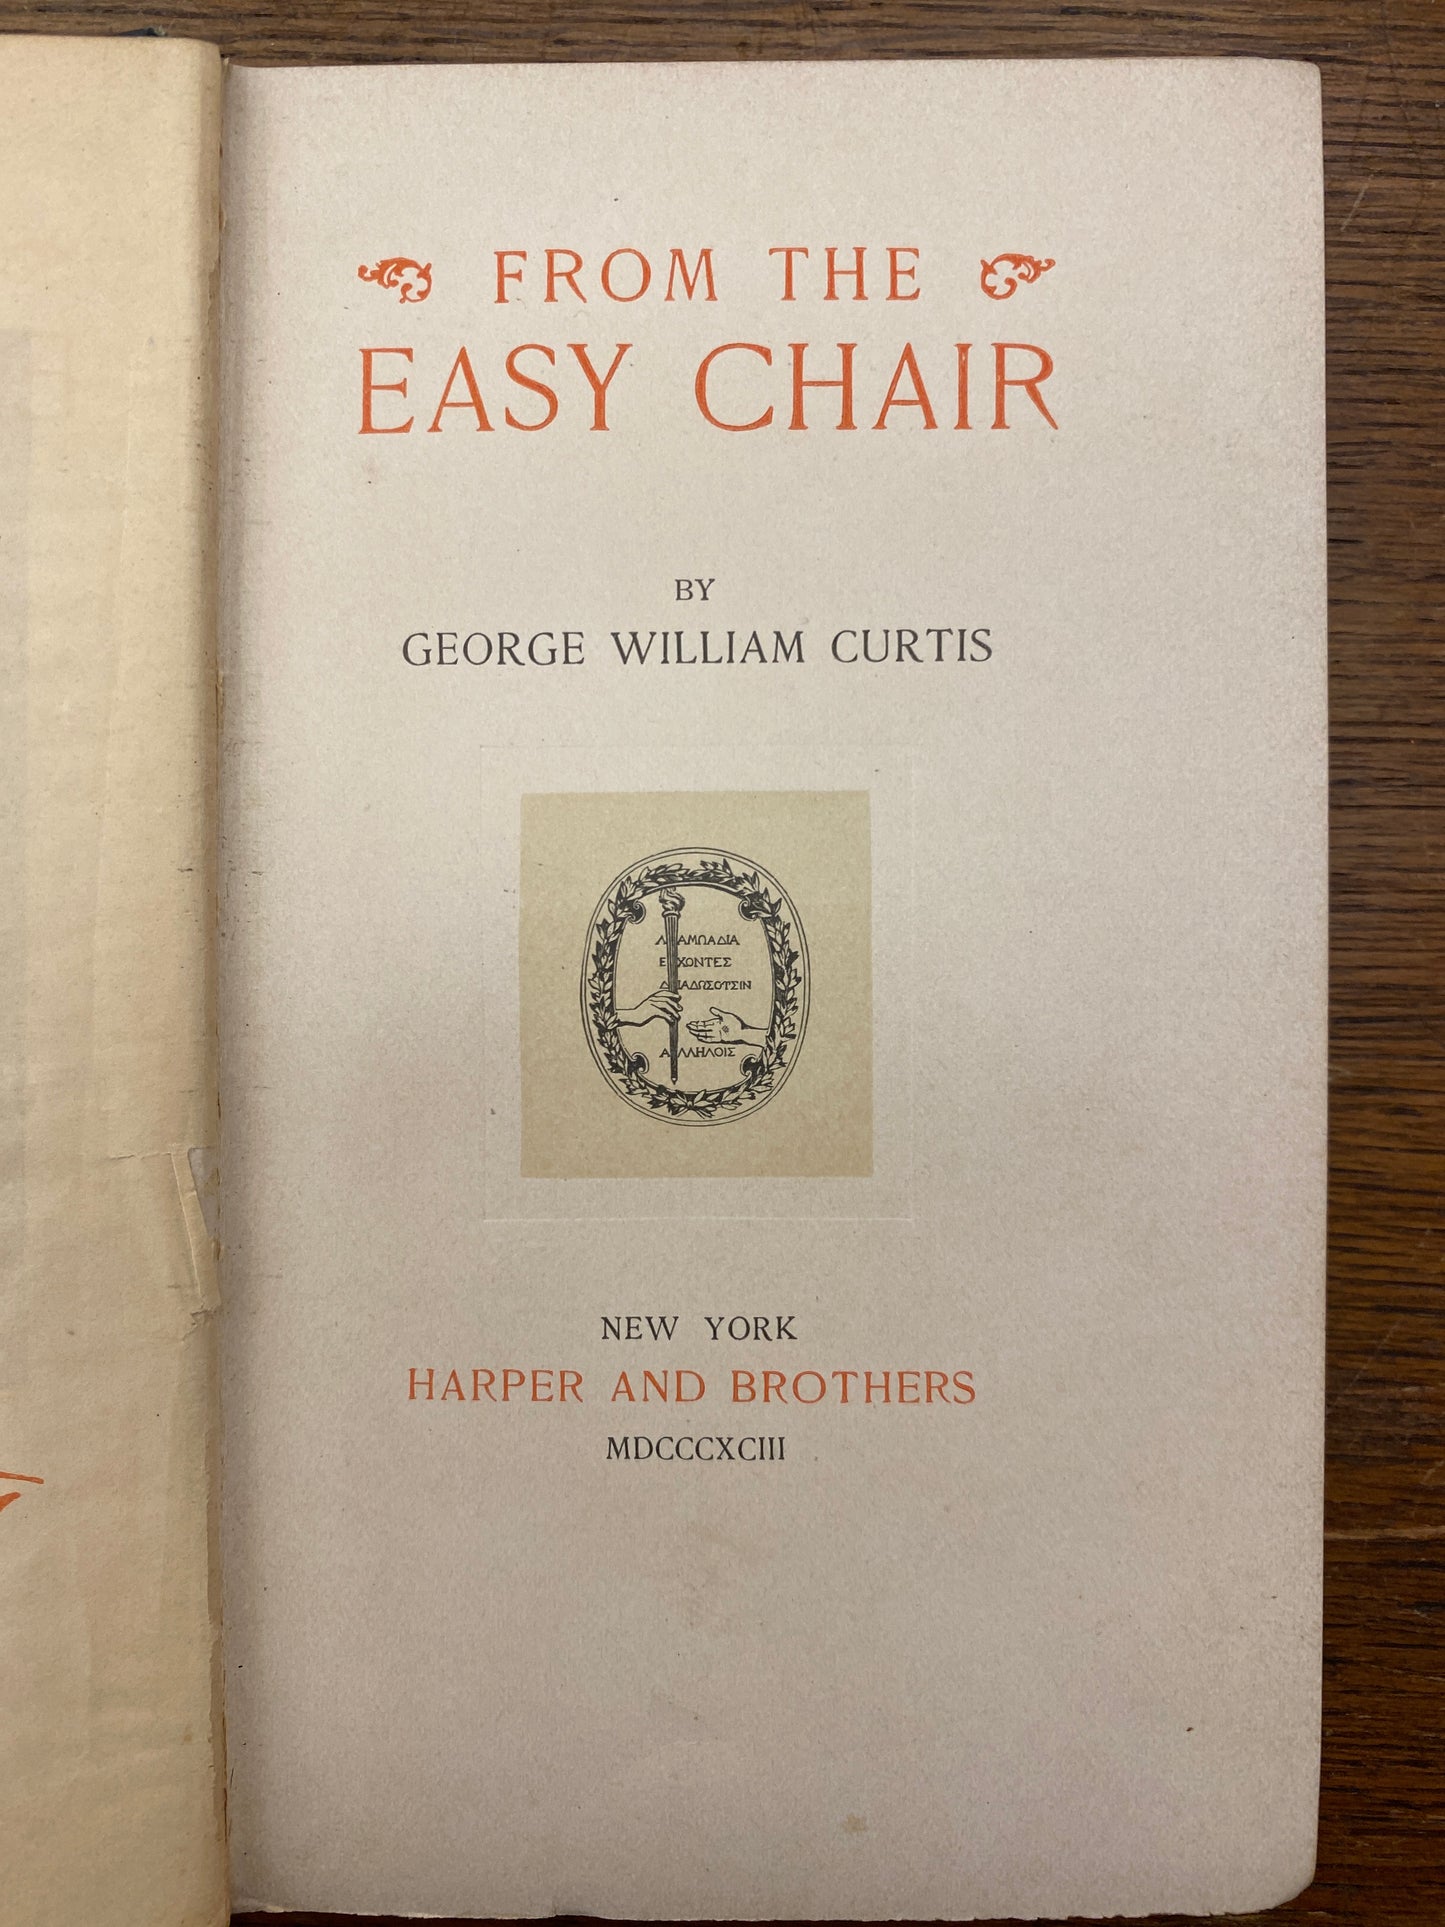 FROM THE
EASY CHAIR
BY
GEORGE WILLIAM CURTIS
ΛΑΜΠΑΔΙΑ
ΕΧΟΝΤΕΣ
ΔΙΑΔΩΣΟΥΣΙΝ
ΑΛΛΗΛΟΙΣ
NEW YORK
HARPER AND BROTHERS
MDCCCXCIII